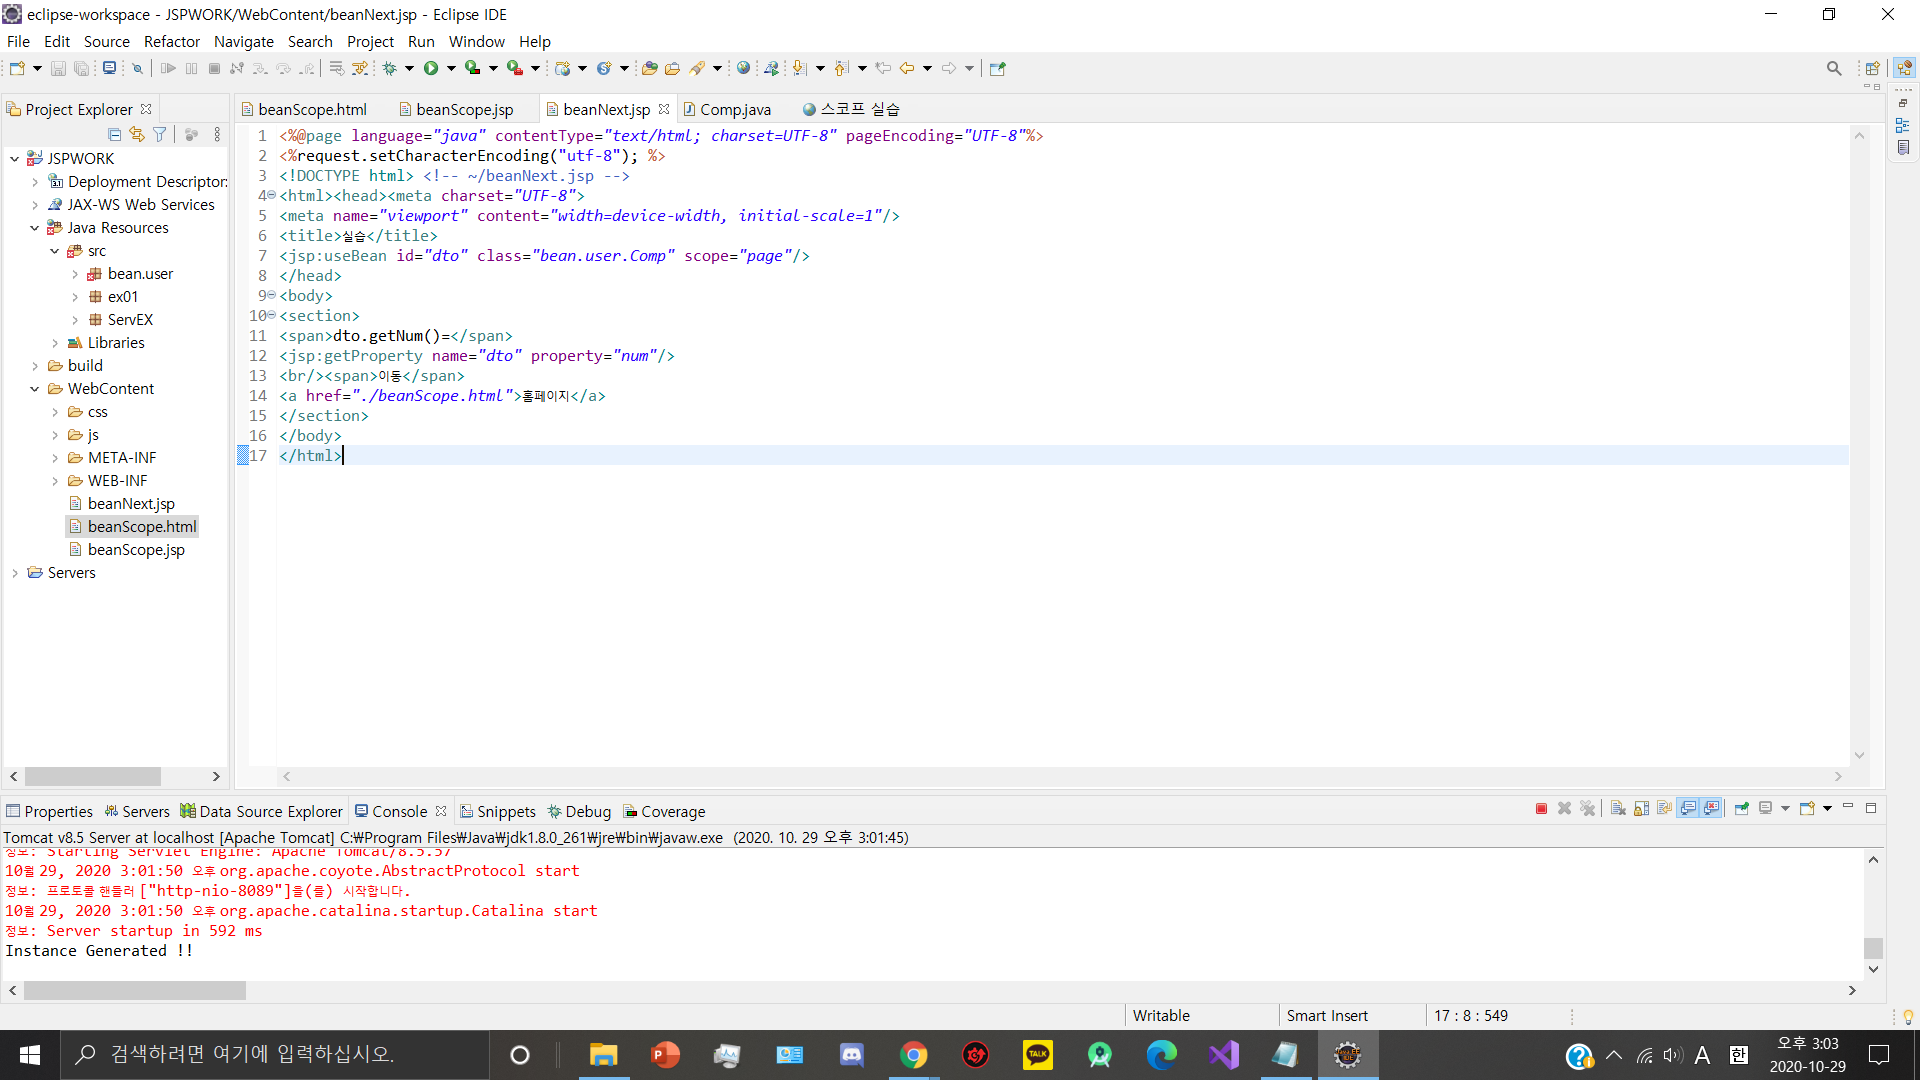 eclipse-workspace - JSPWORK/WebContent/beanNext.jsp - Eclipse IDE
File Edit Source Refactor Navigate Search Project Run Window Help
Project Explorer
JSPWORK
Deployment Descriptor:
JAX-WS Web Services
Java Resources
src
bean.user
ex01
ServEX
Libraries
build
WebContent
css
js
META-INF
WEB-INF
beanNext.jsp
beanScope.html
beanScope.jsp
Servers
beanScope.html beanScope.jsp beanNext.jsp Comp.java 스코프 실습
1 <%@page language="java" contentType="text/html; charset=UTF-8" pageEncoding="UTF-8"%>
2 <%request.setCharacterEncoding("utf-8"); %>
3 <!DOCTYPE html> <!-- ~/beanNext.jsp -->
4 <html><head><meta charset="UTF-8">
5 <meta name="viewport" content="width=device-width, initial-scale=1"/>
6 <title>실습</title>
7 <jsp:useBean id="dto" class="bean.user.Comp" scope="page"/>
8 </head>
9 <body>
10 <section>
11 <span>dto.getNum()=</span>
12 <jsp:getProperty name="dto" property="num"/>
13 <br/><span>이동</span>
14 <a href="./beanScope.html">홈페이지</a>
15 </section>
16 </body>
17 </html>
Properties Servers Data Source Explorer Console Snippets Debug Coverage
Tomcat v8.5 Server at localhost [Apache Tomcat] C:₩Program Files₩Java₩jdk1.8.0_261₩jre₩bin₩javaw.exe (2020. 10. 29 오후 3:01:45)
정보: Starting Servlet Engine: Apache Tomcat/8.5.57
10월 29, 2020 3:01:50 오후 org.apache.coyote.AbstractProtocol start
정보: 프로토콜 핸들러 ["http-nio-8089"]을(를) 시작합니다.
10월 29, 2020 3:01:50 오후 org.apache.catalina.startup.Catalina start
정보: Server startup in 592 ms
Instance Generated !!
Writable Smart Insert 17 : 8 : 549
검색하려면 여기에 입력하십시오.
TALK
A 한 오후 3:03
2020-10-29